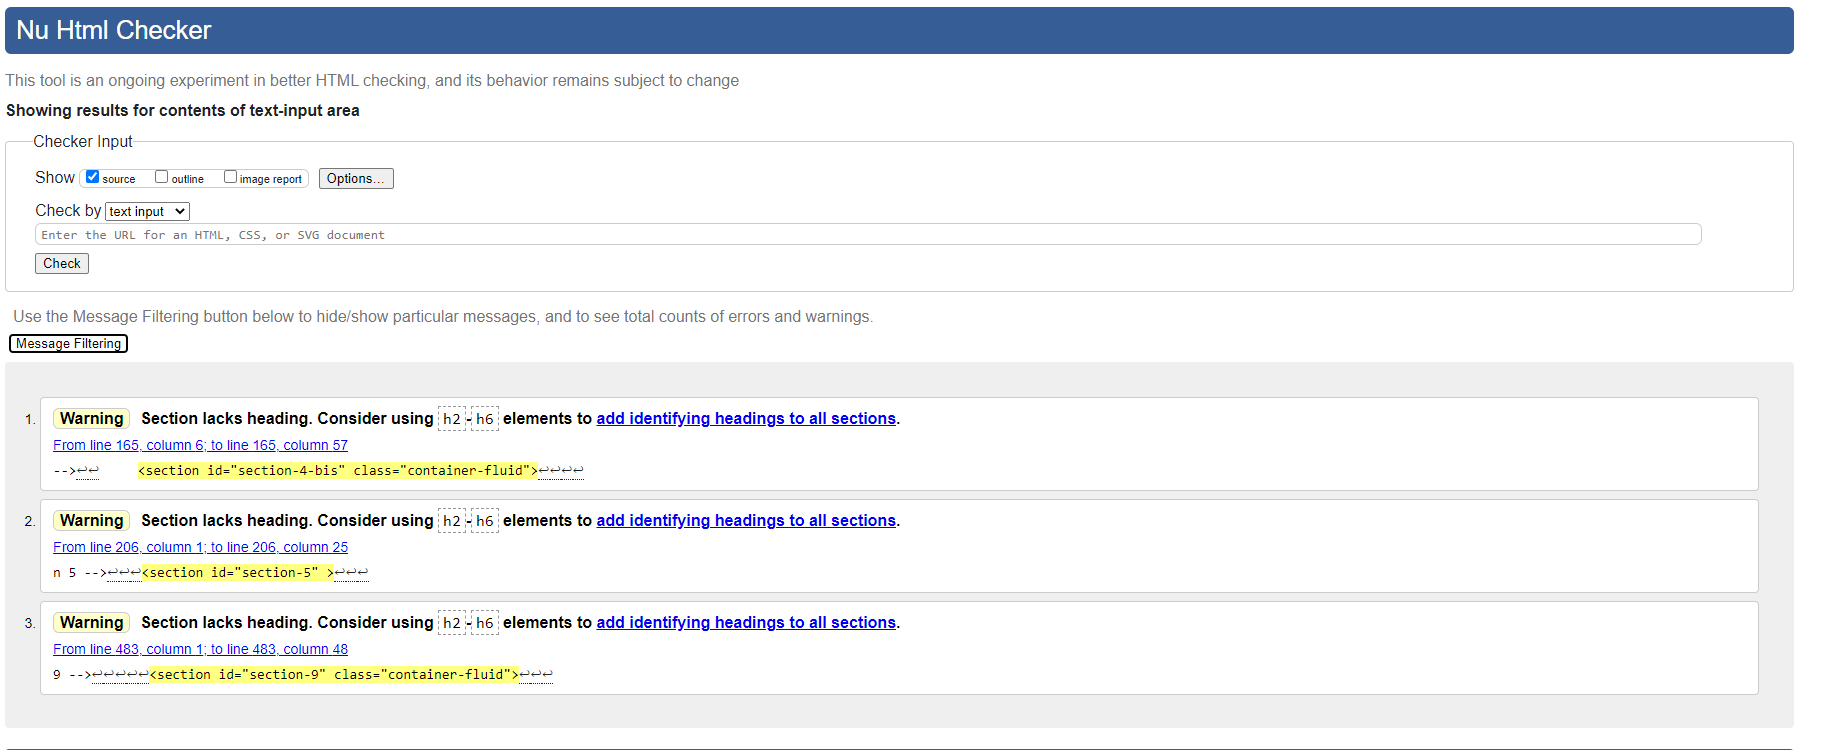 Nu Html Checker
This tool is an ongoing experiment in better HTML checking, and its behavior remains subject to change
Showing results for contents of text-input area
Checker Input
Show source outline image report Options...
Check by text input
Enter the URL for an HTML, CSS, or SVG document
Check
Use the Message Filtering button below to hide/show particular messages, and to see total counts of errors and warnings.
Message Filtering
1. Warning Section lacks heading. Consider using h2-h6 elements to add identifying headings to all sections.
From line 165, column 6; to line 165, column 57
-->↩↩ <section id="section-4-bis" class="container-fluid">↩↩↩↩
2. Warning Section lacks heading. Consider using h2-h6 elements to add identifying headings to all sections.
From line 206, column 1; to line 206, column 25
n 5 -->↩↩↩<section id="section-5" >↩↩↩
3. Warning Section lacks heading. Consider using h2-h6 elements to add identifying headings to all sections.
From line 483, column 1; to line 483, column 48
9 -->↩↩↩↩↩<section id="section-9" class="container-fluid">↩↩↩